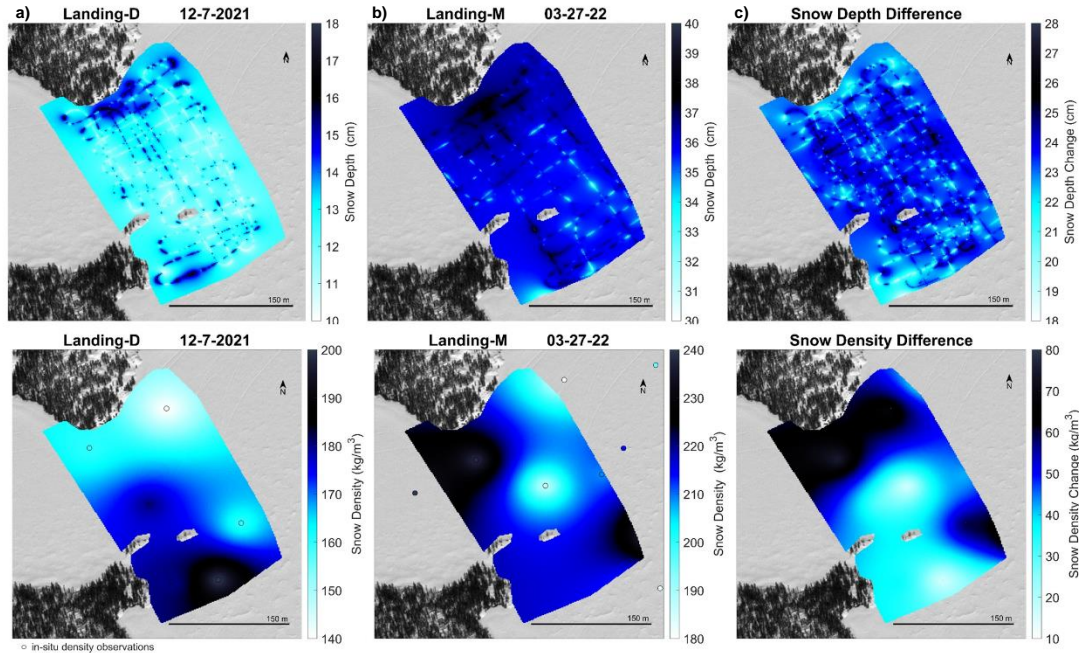 a) Landing-D 12-7-2021
18
17
16
15
14
13
12
11
10
Snow Depth (cm)
N
150 m
b) Landing-M 03-27-22
40
39
38
37
36
35
34
33
32
31
30
Snow Depth (cm)
N
150 m
c) Snow Depth Difference
28
27
26
25
24
23
22
21
20
19
18
Snow Depth Change (cm)
N
150 m
Landing-D 12-7-2021
200
190
180
170
160
150
140
Snow Density (kg/m³)
N
150 m
Landing-M 03-27-22
240
230
220
210
200
190
180
Snow Density (kg/m³)
N
150 m
Snow Density Difference
80
70
60
50
40
30
20
10
Snow Density Change (kg/m³)
N
150 m
○ in-situ density observations